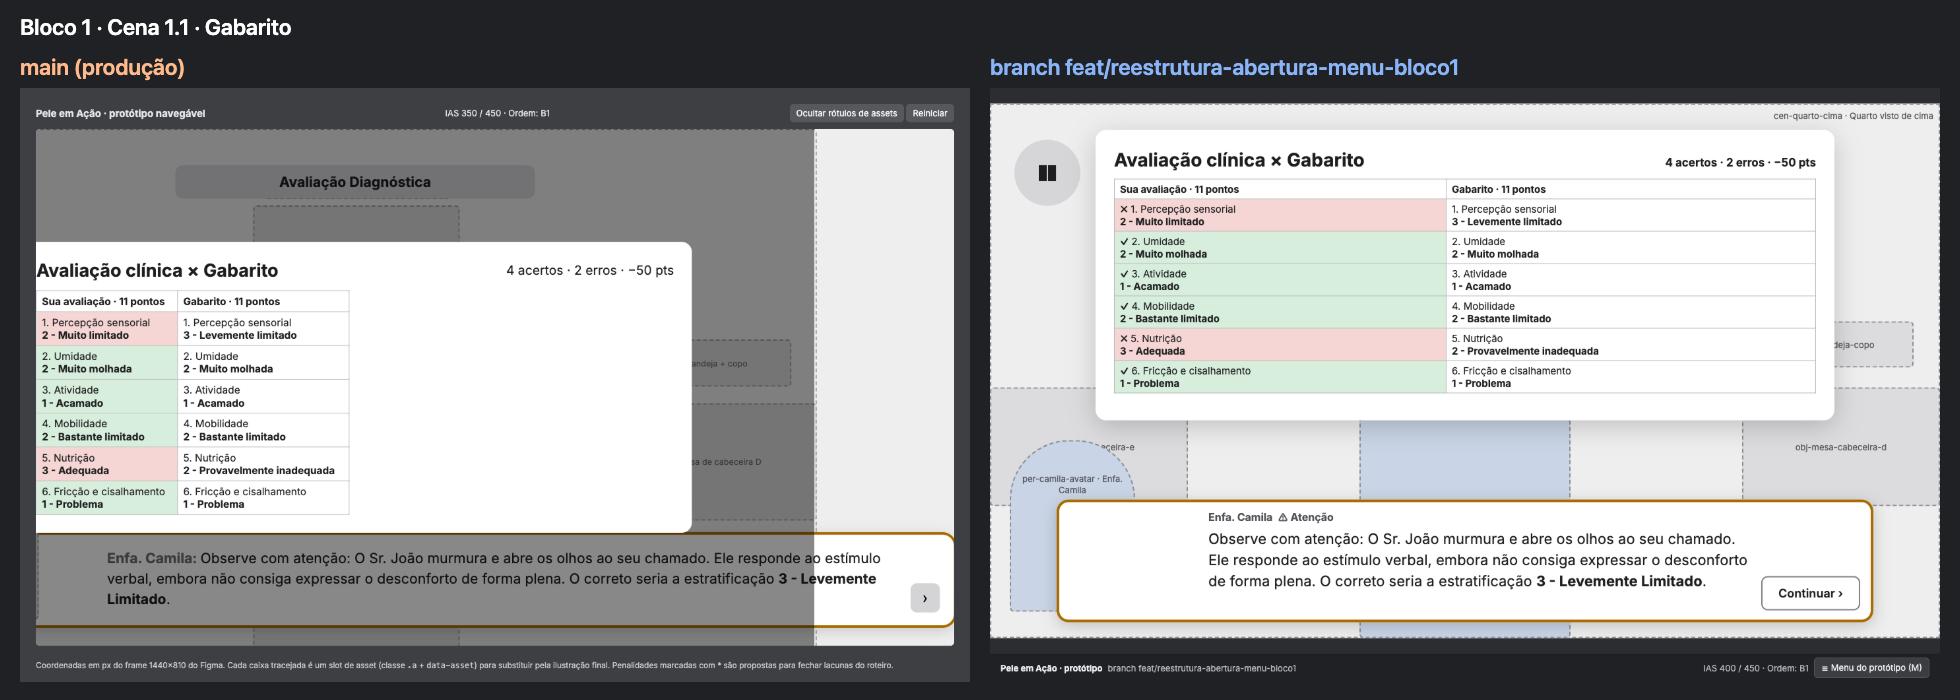 Bloco 1 · Cena 1.1 · Gabarito
main (produção)
Pele em Ação · protótipo navegável
IAS 350 / 450 · Ordem: B1
Ocultar rótulos de assets
Reiniciar
Avaliação Diagnóstica
Avaliação clínica × Gabarito
4 acertos · 2 erros · −50 pts
Sua avaliação · 11 pontos
Gabarito · 11 pontos
1. Percepção sensorial
2 - Muito limitado
1. Percepção sensorial
3 - Levemente limitado
2. Umidade
2 - Muito molhada
2. Umidade
2 - Muito molhada
3. Atividade
1 - Acamado
3. Atividade
1 - Acamado
4. Mobilidade
2 - Bastante limitado
4. Mobilidade
2 - Bastante limitado
5. Nutrição
3 - Adequada
5. Nutrição
2 - Provavelmente inadequada
6. Fricção e cisalhamento
1 - Problema
6. Fricção e cisalhamento
1 - Problema
andeja + copo
sa de cabeceira D
Enfa. Camila: Observe com atenção: O Sr. João murmura e abre os olhos ao seu chamado. Ele responde ao estímulo
verbal, embora não consiga expressar o desconforto de forma plena. O correto seria a estratificação 3 - Levemente
Limitado.
›
Coordenadas em px do frame 1440×810 do Figma. Cada caixa tracejada é um slot de asset (classe .a + data-asset) para substituir pela ilustração final. Penalidades marcadas com * são propostas para fechar lacunas do roteiro.
branch feat/reestrutura-abertura-menu-bloco1
cen-quarto-cima · Quarto visto de cima
Avaliação clínica × Gabarito
4 acertos · 2 erros · −50 pts
Sua avaliação · 11 pontos
Gabarito · 11 pontos
✕ 1. Percepção sensorial
2 - Muito limitado
1. Percepção sensorial
3 - Levemente limitado
✓ 2. Umidade
2 - Muito molhada
2. Umidade
2 - Muito molhada
✓ 3. Atividade
1 - Acamado
3. Atividade
1 - Acamado
✓ 4. Mobilidade
2 - Bastante limitado
4. Mobilidade
2 - Bastante limitado
✕ 5. Nutrição
3 - Adequada
5. Nutrição
2 - Provavelmente inadequada
✓ 6. Fricção e cisalhamento
1 - Problema
6. Fricção e cisalhamento
1 - Problema
deja-copo
eceira-e
obj-mesa-cabeceira-d
per-camila-avatar · Enfa.
Camila
Enfa. Camila ⚠ Atenção
Observe com atenção: O Sr. João murmura e abre os olhos ao seu chamado.
Ele responde ao estímulo verbal, embora não consiga expressar o desconforto
de forma plena. O correto seria a estratificação 3 - Levemente Limitado.
Continuar ›
Pele em Ação · protótipo branch feat/reestrutura-abertura-menu-bloco1
IAS 400 / 450 · Ordem: B1
≡ Menu do protótipo (M)